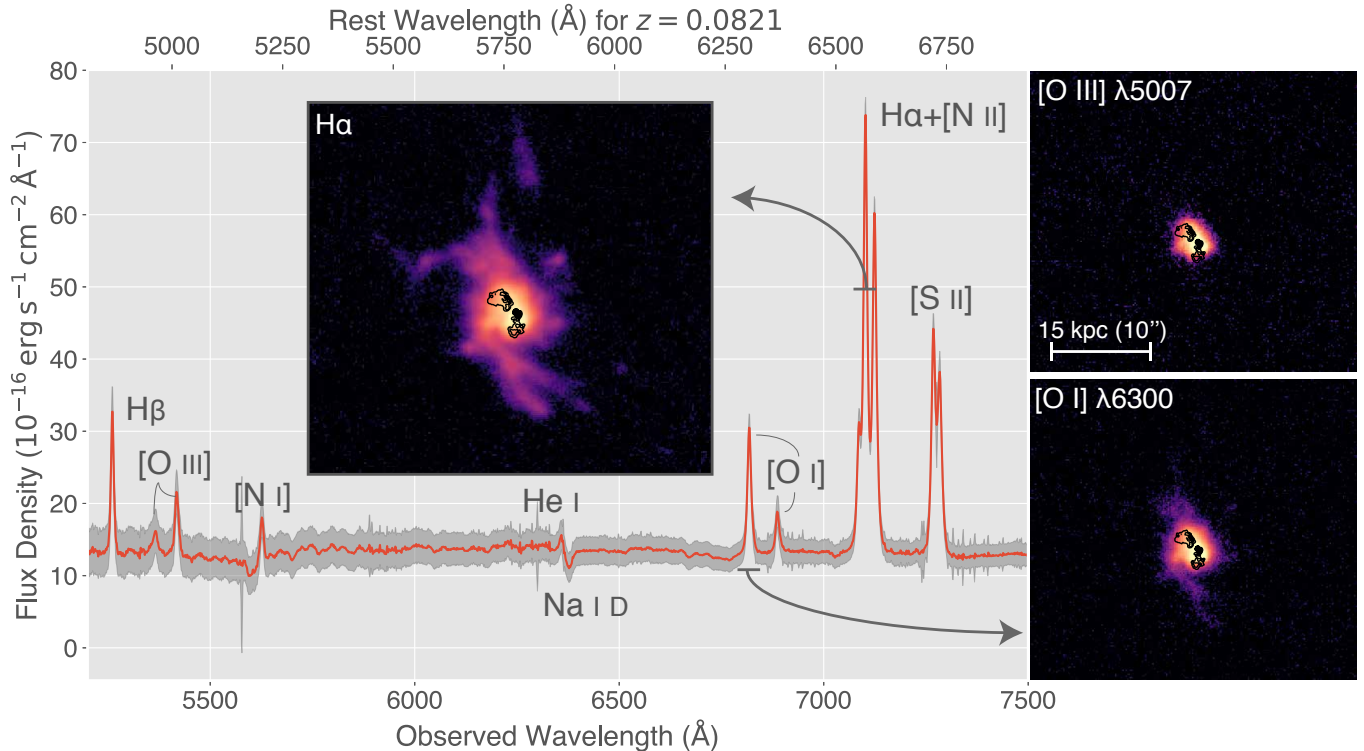 Rest Wavelength (Å) for z = 0.0821
5000 5250 5500 5750 6000 6250 6500 6750
Flux Density (10⁻¹⁶ erg s⁻¹ cm⁻² Å⁻¹)
80
70
60
50
40
30
20
10
0
Hα
Hα+[N II]
[S II]
Hβ
[O III]
[N I]
He I
Na I D
[O I]
5500 6000 6500 7000 7500
Observed Wavelength (Å)
[O III] λ5007
15 kpc (10”)
[O I] λ6300